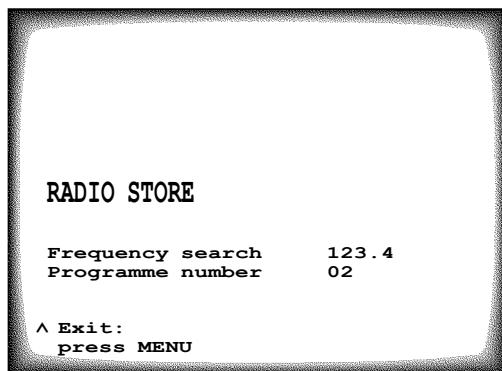 RADIO STORE
Frequency search 123.4
Programme number 02
^ Exit:
press MENU